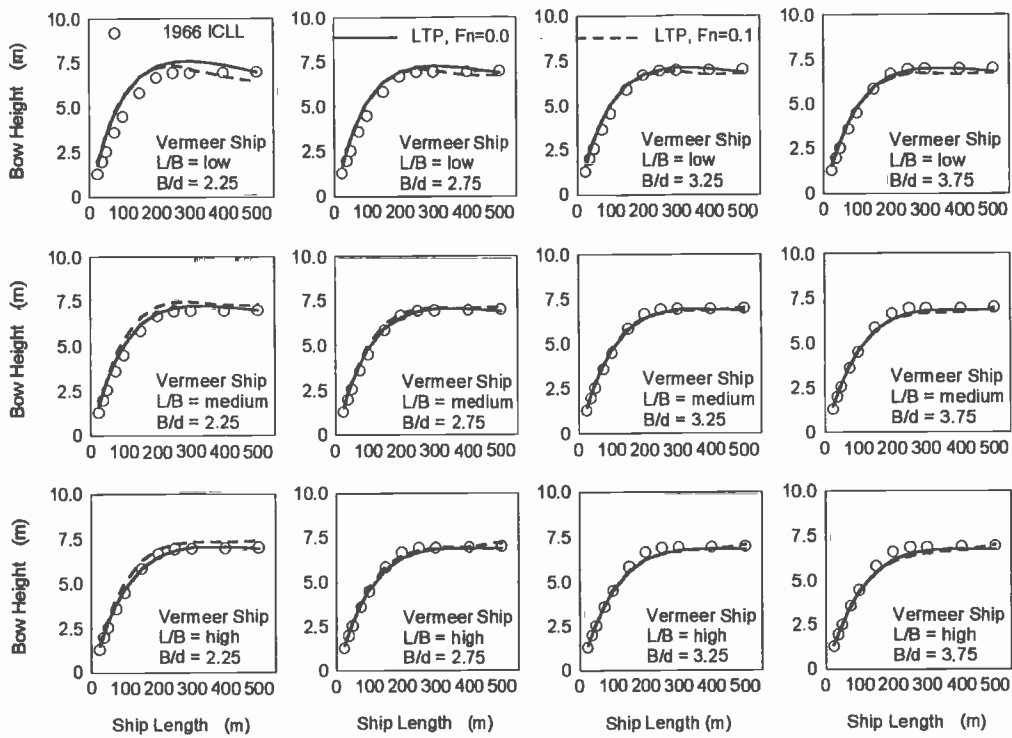 1966 ICLL
LTP, Fn=0.0
LTP, Fn=0.1
Bow Height (m)
10.0
7.5
5.0
2.5
0
Vermeer Ship
L/B = low
B/d = 2.25
0 100 200 300 400 500
10.0
7.5
5.0
2.5
0
Vermeer Ship
L/B = low
B/d = 2.75
0 100 200 300 400 500
10.0
7.5
5.0
2.5
0
Vermeer Ship
L/B = low
B/d = 3.25
0 100 200 300 400 500
10.0
7.5
5.0
2.5
0
Vermeer Ship
L/B = low
B/d = 3.75
0 100 200 300 400 500
Bow Height (m)
10.0
7.5
5.0
2.5
0
Vermeer Ship
L/B = medium
B/d = 2.25
0 100 200 300 400 500
10.0
7.5
5.0
2.5
0
Vermeer Ship
L/B = medium
B/d = 2.75
0 100 200 300 400 500
10.0
7.5
5.0
2.5
0
Vermeer Ship
L/B = medium
B/d = 3.25
0 100 200 300 400 500
10.0
7.5
5.0
2.5
0
Vermeer Ship
L/B = medium
B/d = 3.75
0 100 200 300 400 500
Bow Height (m)
10.0
7.5
5.0
2.5
0
Vermeer Ship
L/B = high
B/d = 2.25
0 100 200 300 400 500
Ship Length (m)
10.0
7.5
5.0
2.5
0
Vermeer Ship
L/B = high
B/d = 2.75
0 100 200 300 400 500
Ship Length (m)
10.0
7.5
5.0
2.5
0
Vermeer Ship
L/B = high
B/d = 3.25
0 100 200 300 400 500
Ship Length (m)
10.0
7.5
5.0
2.5
0
Vermeer Ship
L/B = high
B/d = 3.75
0 100 200 300 400 500
Ship Length (m)